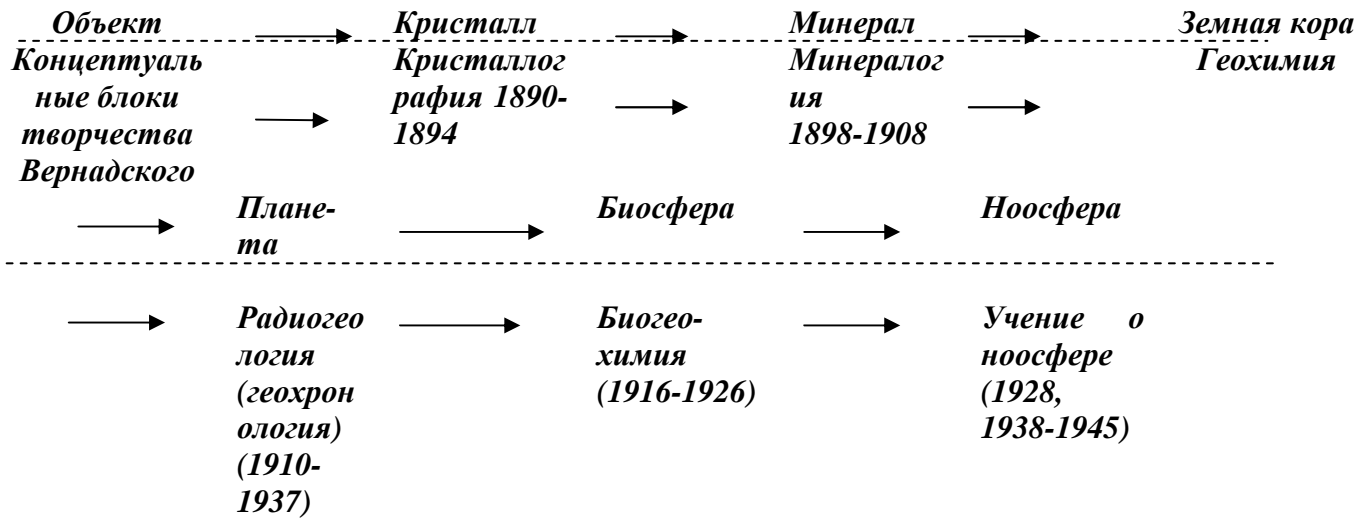 Объект Кристалл Минерал Земная кора
Концептуаль Кристаллог Минералог Геохимия
ные блоки рафия 1890- ия
творчества 1894 1898-1908
Вернадского
Плане- Биосфера Ноосфера
та
Радиогео Биогео- Учение о
логия химия ноосфере
(геохрон (1916-1926) (1928,
ология) 1938-1945)
(1910-
1937)